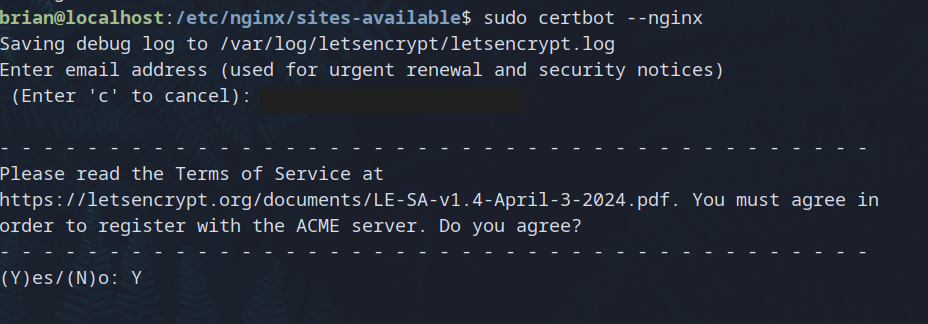 brian@localhost:/etc/nginx/sites-available$ sudo certbot --nginx
Saving debug log to /var/log/letsencrypt/letsencrypt.log
Enter email address (used for urgent renewal and security notices)
 (Enter 'c' to cancel):
- - - - - - - - - - - - - - - - - - - - - - - - - - - - - - - - - - - - - - - -
Please read the Terms of Service at
https://letsencrypt.org/documents/LE-SA-v1.4-April-3-2024.pdf. You must agree in
order to register with the ACME server. Do you agree?
- - - - - - - - - - - - - - - - - - - - - - - - - - - - - - - - - - - - - - - -
(Y)es/(N)o: Y